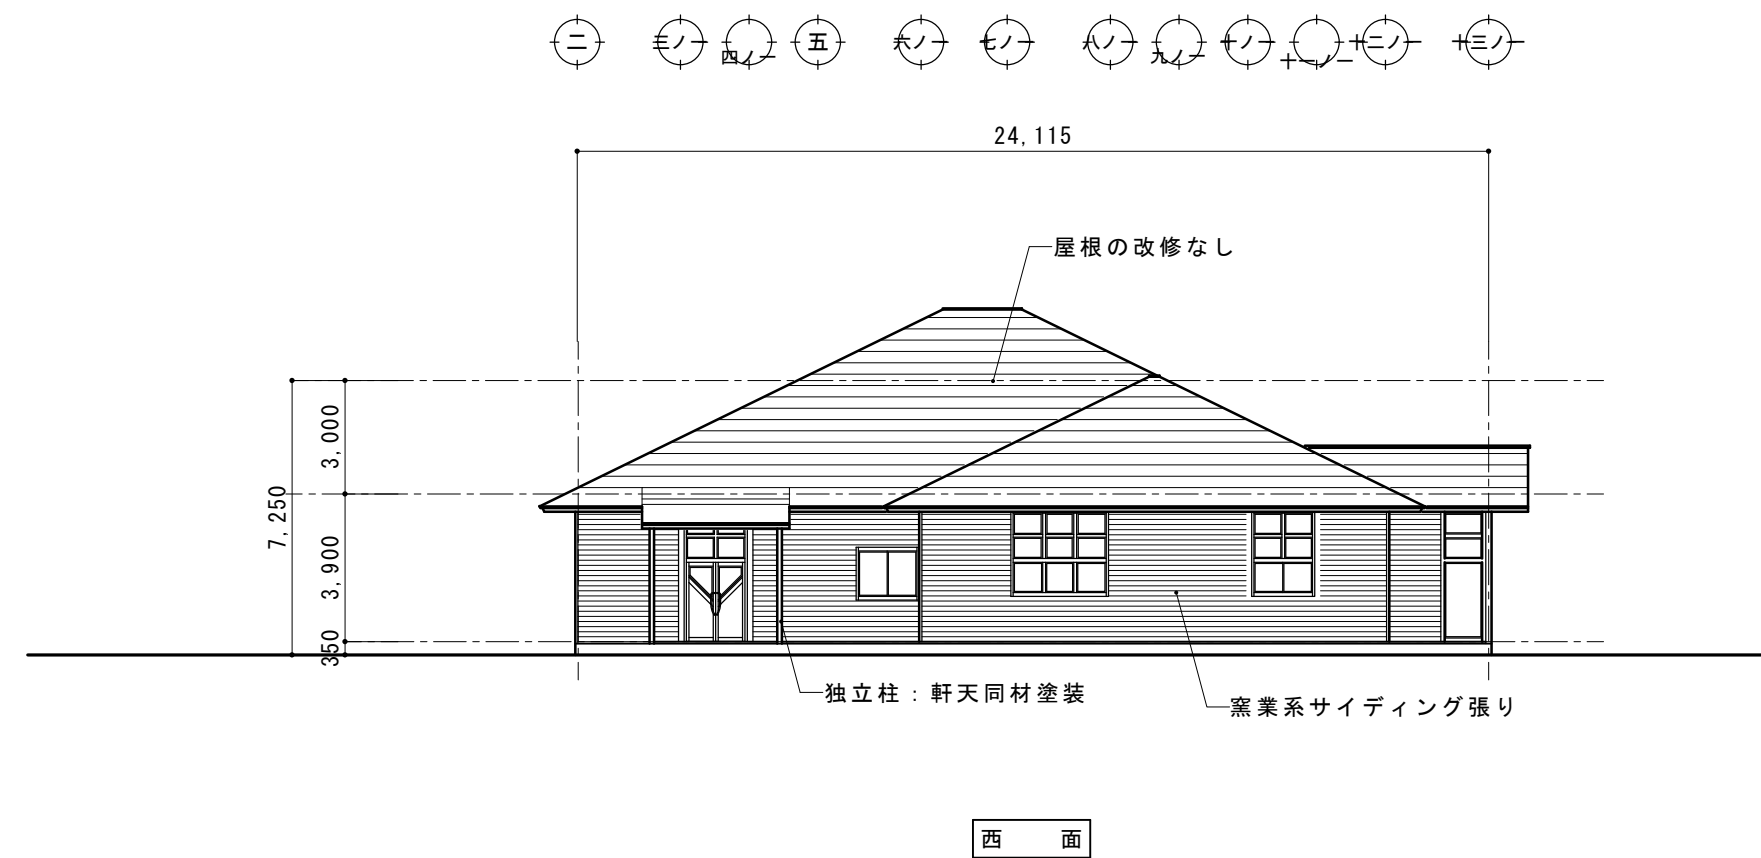 二
三ノ一
四ノ一
五
六ノ一
七ノ一
八ノ一
九ノ一
十ノ一
十一ノ一
十二ノ一
十三ノ一
24,115
屋根の改修なし
3,000
7,250
3,900
350
独立柱：軒天同材塗装
窯業系サイディング張り
西 面